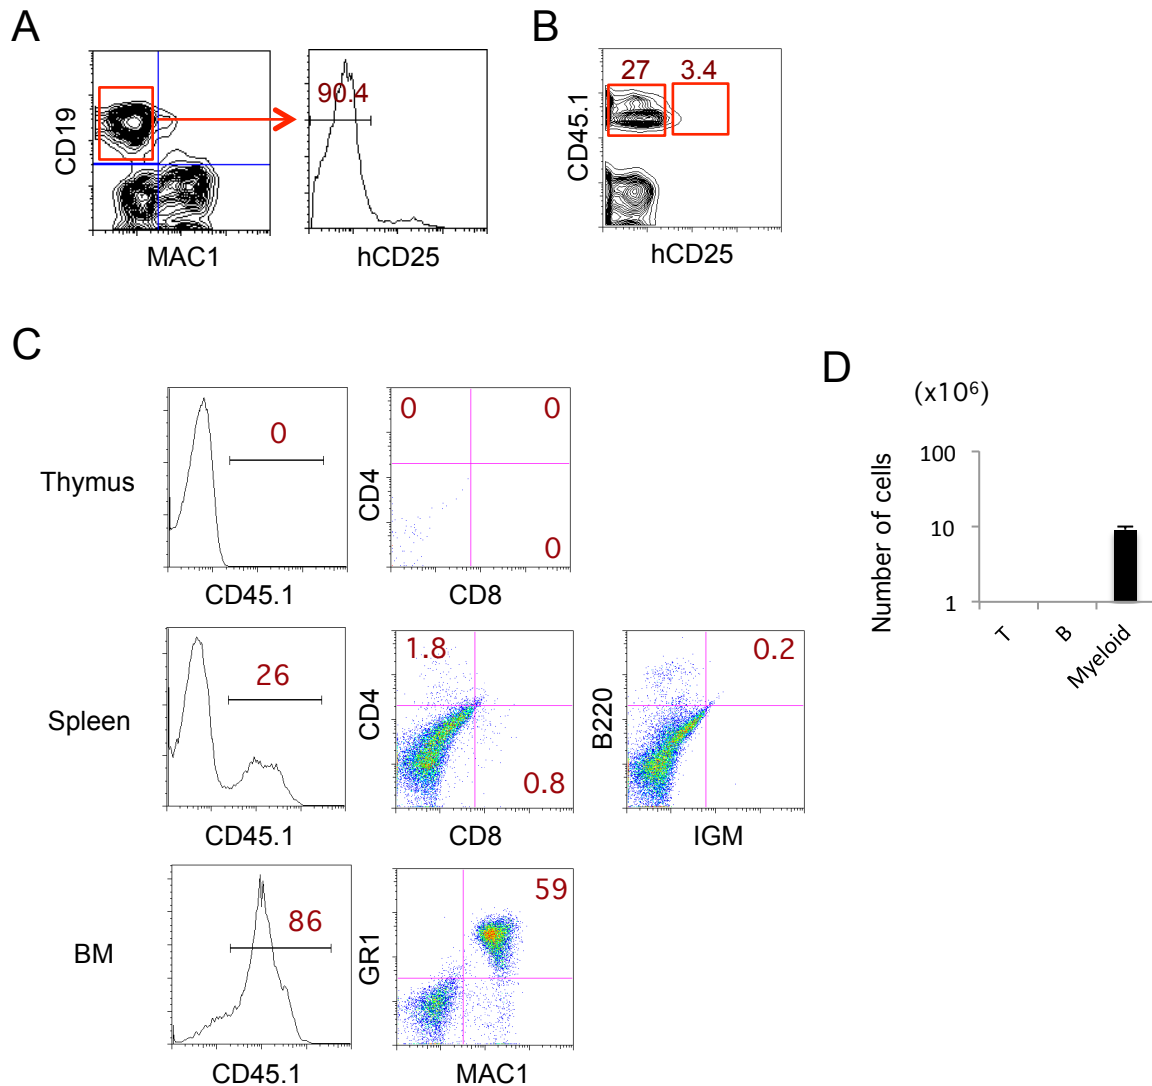 A
CD19
MAC1
90.4
hCD25
B
CD45.1
27 3.4
hCD25
C
Thymus
0
CD45.1
CD4
0 0
0
CD8
Spleen
26
CD45.1
CD4
1.8
0.8
CD8
B220
0.2
IGM
BM
86
CD45.1
GR1
59
MAC1
D
(x10⁶)
Number of cells
100
10
1
T
B
Myeloid